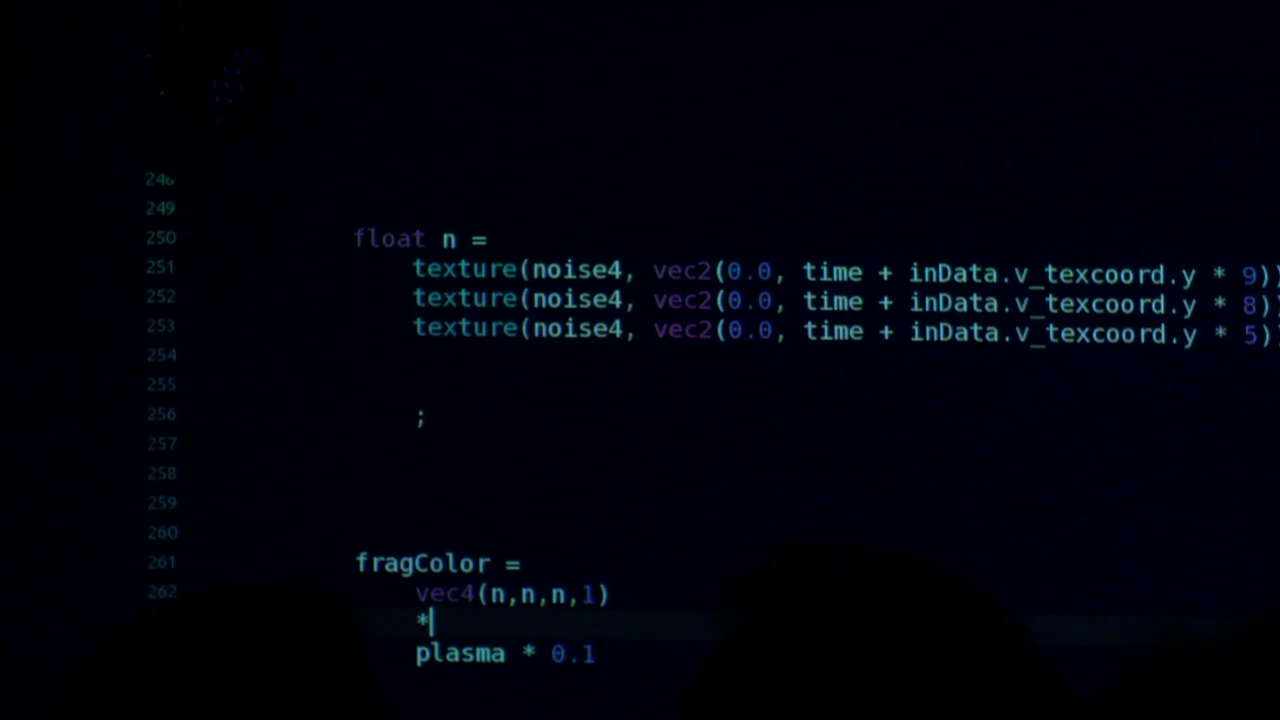 248
249
250 float n =
251 texture(noise4, vec2(0.0, time + inData.v_texcoord.y * 9))
252 texture(noise4, vec2(0.0, time + inData.v_texcoord.y * 8))
253 texture(noise4, vec2(0.0, time + inData.v_texcoord.y * 5))
254
255
256 ;
257
258
259
260
261 fragColor =
262 vec4(n,n,n,1)
*
plasma * 0.1